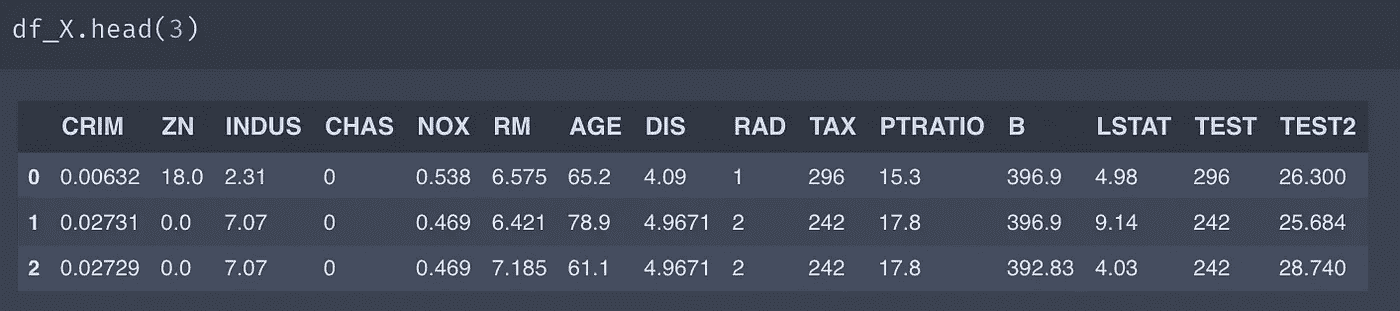 df_X.head(3)
CRIM ZN INDUS CHAS NOX RM AGE DIS RAD TAX PTRATIO B LSTAT TEST TEST2
0 0.00632 18.0 2.31 0 0.538 6.575 65.2 4.09 1 296 15.3 396.9 4.98 296 26.300
1 0.02731 0.0 7.07 0 0.469 6.421 78.9 4.9671 2 242 17.8 396.9 9.14 242 25.684
2 0.02729 0.0 7.07 0 0.469 7.185 61.1 4.9671 2 242 17.8 392.83 4.03 242 28.740